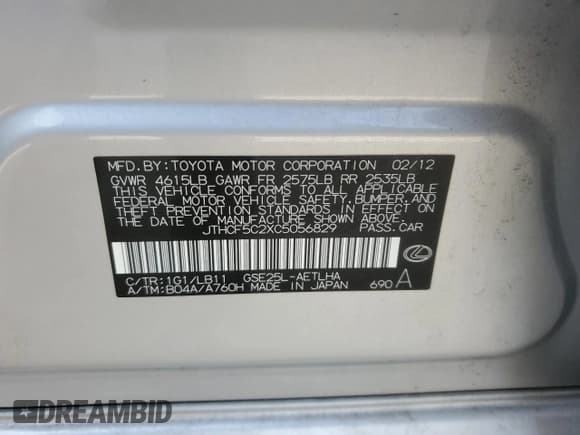 MFD.BY:TOYOTA MOTOR CORPORATION 02/12
GVWR 4615LB GAWR FR 2575LB RR 2535LB
THIS VEHICLE CONFORMS TO ALL APPLICABLE
FEDERAL MOTOR VEHICLE SAFETY,BUMPER,AND
THEFT PREVENTION STANDARDS IN EFFECT ON
THE DATE OF MANUFACTURE SHOWN ABOVE.
JTHCF5C2XC5056829 PASS.CAR
C/TR:1G1/LB11 GSE25L-AETLHA
A/TM:B04A/A760H MADE IN JAPAN 690 A
DREAMBID